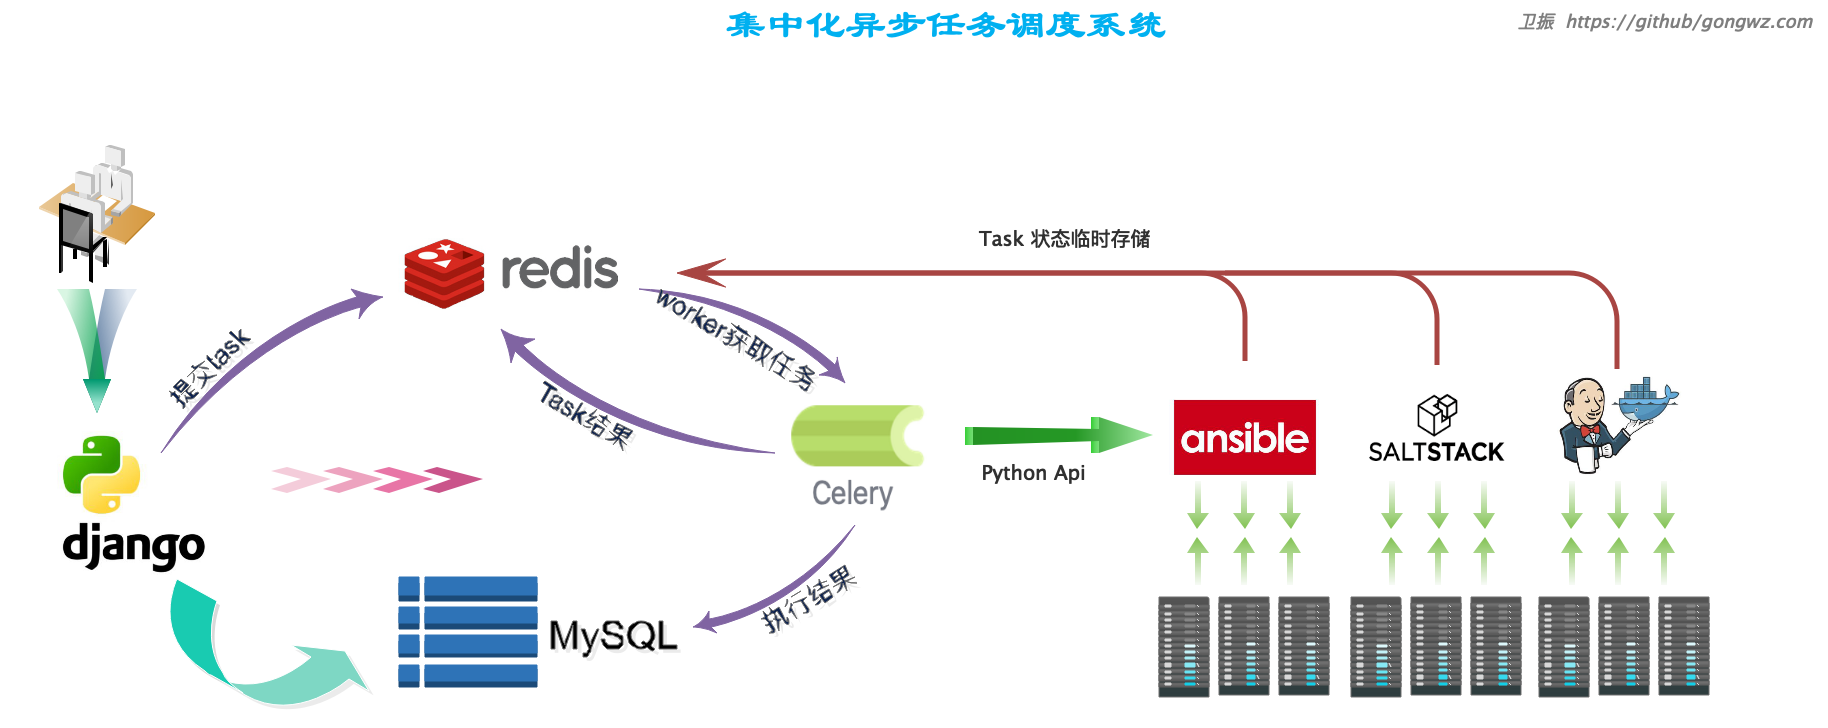 集中化异步任务调度系统
卫振 https://github/gongwz.com
Task 状态临时存储
redis
worker获取任务
提交task
Task结果
ansible
SALTSTACK
Python Api
Celery
django
执行结果
MySQL